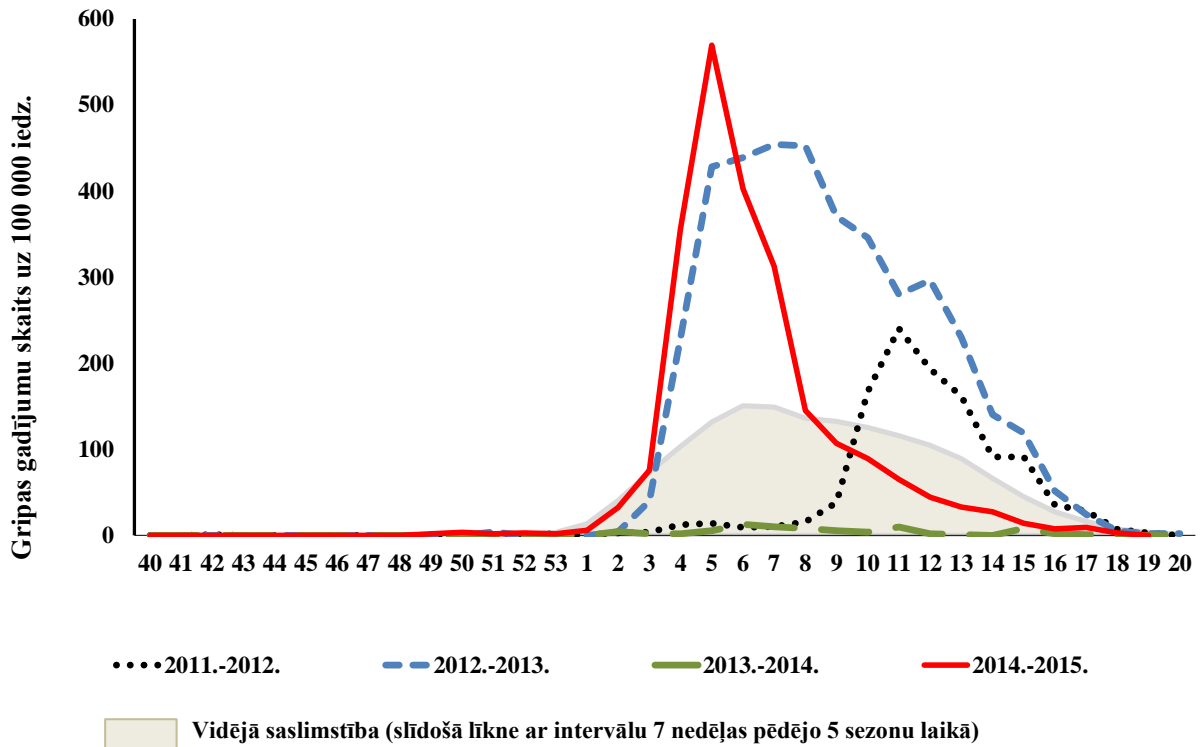 600
500
400
300
200
100
0
Gripas gadījumu skaits uz 100 000 iedz.
40 41 42 43 44 45 46 47 48 49 50 51 52 53 1 2 3 4 5 6 7 8 9 10 11 12 13 14 15 16 17 18 19 20
2011.-2012. 2012.-2013. 2013.-2014. 2014.-2015.
Vidējā saslimstība (slīdošā līkne ar intervālu 7 nedēļas pēdējo 5 sezonu laikā)